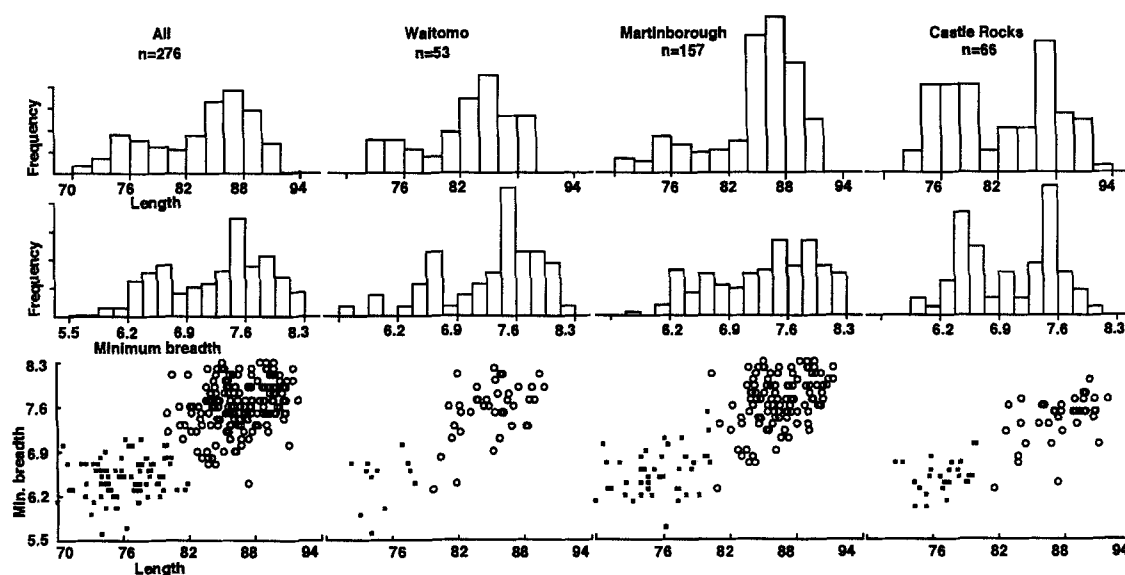 All Waitomo Martinborough Castle Rocks
n=276 n=53 n=157 n=66
Frequency
70 76 82 88 94 76 82 94 76 82 88 94 76 82 88 94
Length
Frequency
5.5 6.2 6.9 7.6 8.3 6.2 6.9 7.6 8.3 6.2 6.9 7.6 8.3 6.2 6.9 7.6 8.3
Minimum breadth
8.3
7.6
6.9
6.2
5.5
Min. breadth
70 76 82 88 94 76 82 88 94 76 82 88 94 76 82 88 94
Length